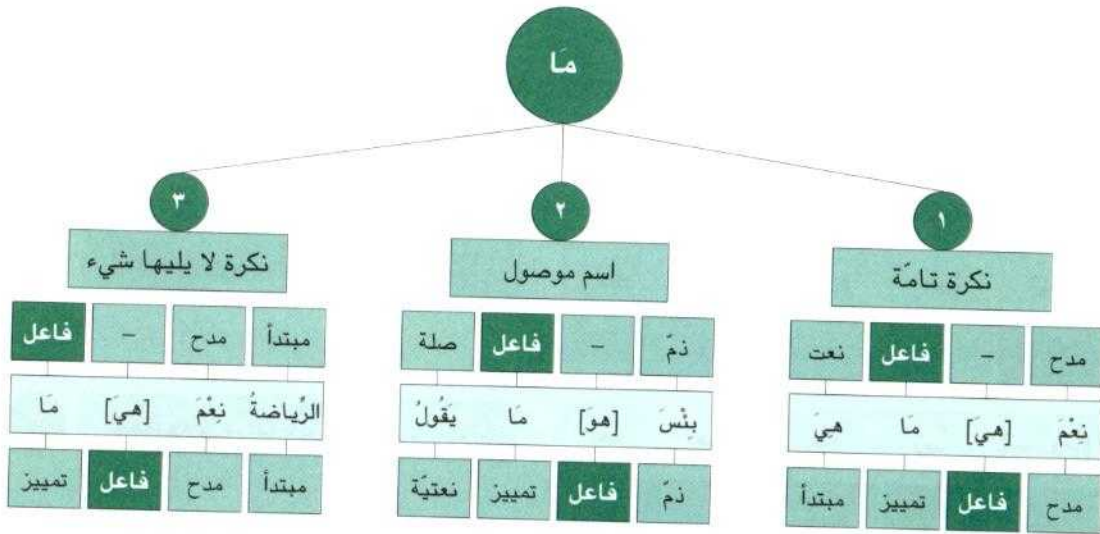 مَا
١ ٢ ٣
نكرة تامّة اسم موصول نكرة لا يليها شيء
مدح – فاعل نعت ذمّ – فاعل صلة مبتدأ مدح – فاعل
نِعْمَ [هيَ] مَا هِيَ بِئْسَ [هوَ] مَا يَقُولُ الرِّياضةُ نِعْمَ [هيَ] مَا
مدح فاعل تمييز مبتدأ ذمّ فاعل تمييز نعتيّة مبتدأ مدح فاعل تمييز